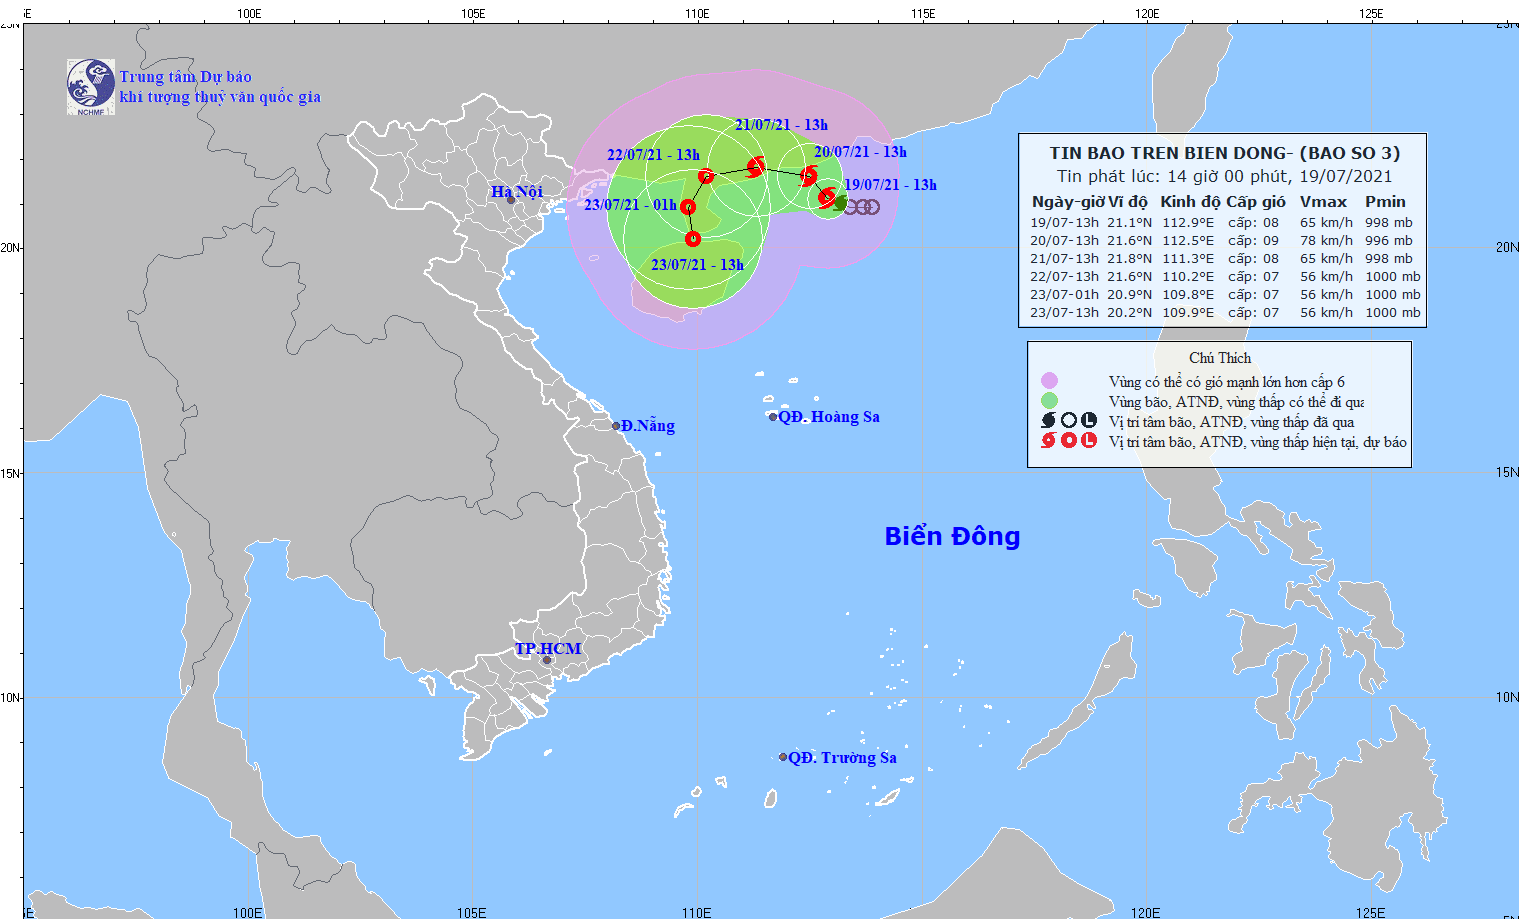 5E
100E
105E
110E
115E
120E
125E
25N
Trung tâm Dự báo
khí tượng thuỷ văn quốc gia
NCHMF
21/07/21 - 13h
22/07/21 - 13h
20/07/21 - 13h
19/07/21 - 13h
23/07/21 - 01h
23/07/21 - 13h
Hà Nội
TIN BAO TREN BIEN DONG- (BAO SO 3)
Tin phát lúc: 14 giờ 00 phút, 19/07/2021
Ngày-giờ Vĩ độ Kinh độ Cấp gió Vmax Pmin
19/07-13h 21.1°N 112.9°E cấp: 08 65 km/h 998 mb
20/07-13h 21.6°N 112.5°E cấp: 09 78 km/h 996 mb
21/07-13h 21.8°N 111.3°E cấp: 08 65 km/h 998 mb
22/07-13h 21.6°N 110.2°E cấp: 07 56 km/h 1000 mb
23/07-01h 20.9°N 109.8°E cấp: 07 56 km/h 1000 mb
23/07-13h 20.2°N 109.9°E cấp: 07 56 km/h 1000 mb
20N
20N
Chú Thích
Vùng có thể có gió mạnh lớn hơn cấp 6
Vùng bão, ATNĐ, vùng thấp có thể đi qua
L Vị trí tâm bão, ATNĐ, vùng thấp đã qua
L Vị trí tâm bão, ATNĐ, vùng thấp hiện tại, dự báo
QĐ. Hoàng Sa
Đ.Nẵng
15N
15N
Biển Đông
TP.HCM
10N
10N
QĐ. Trường Sa
100E
105E
110E
120E
125E